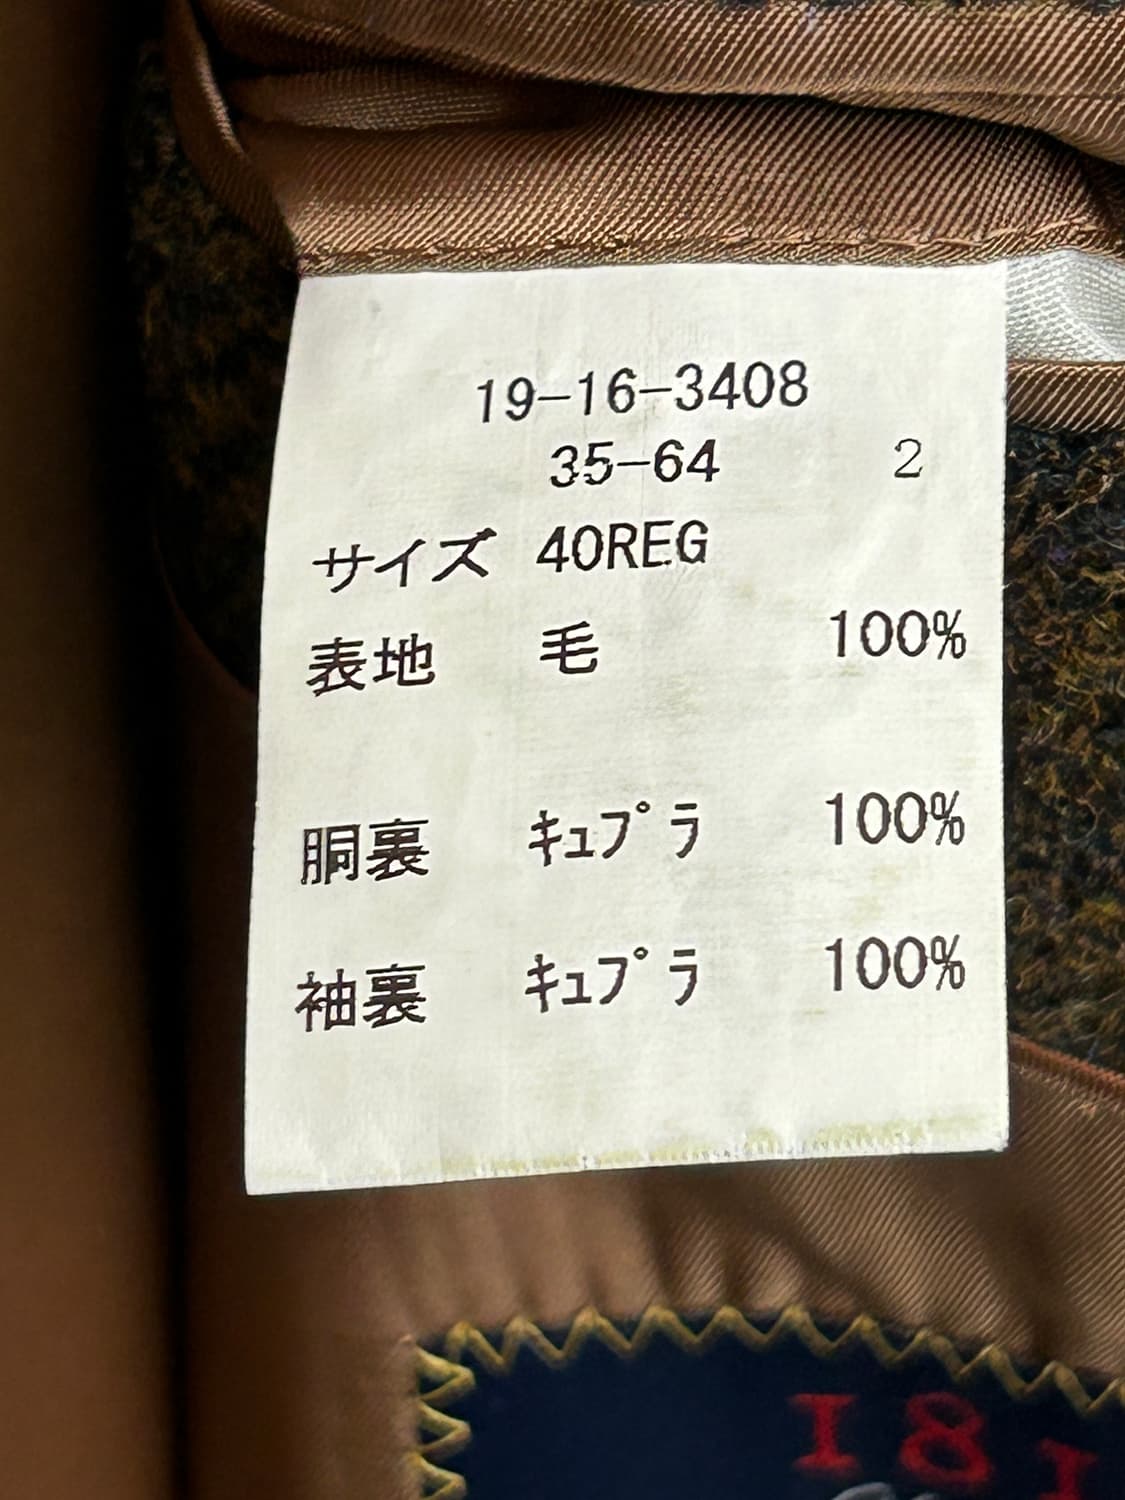 19-16-3408
35-64 2
サイズ 40REG
表地 毛 100%
胴裏 ｷｭﾌﾟﾗ 100%
袖裏 ｷｭﾌﾟﾗ 100%
181